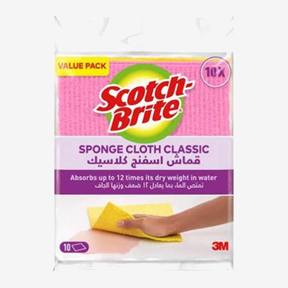 VALUE PACK
10X
Scotch-Brite
SPONGE CLOTH CLASSIC
قماش اسفنج كلاسيك
Absorbs up to 12 times its dry weight in water
تمتص الماء بما يعادل ١٢ ضعف وزنها الجاف
10
3M